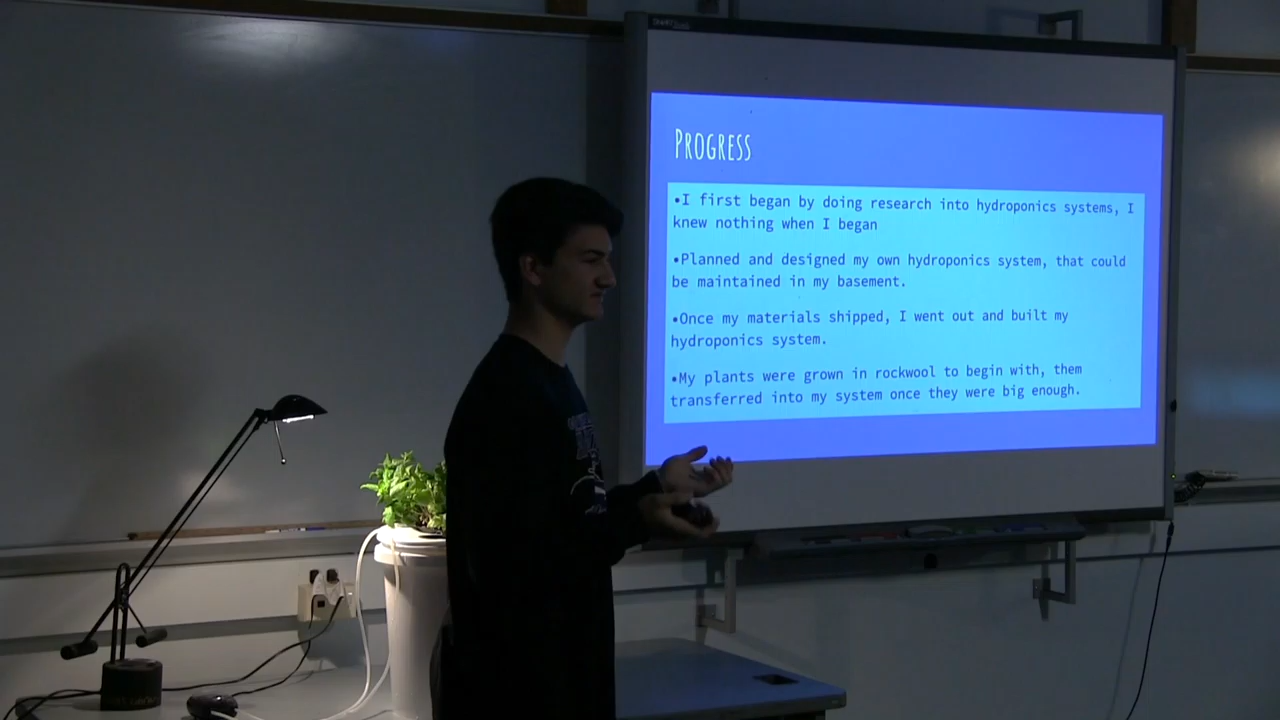 PROGRESS
•I first began by doing research into hydroponics systems, I
knew nothing when I began
•Planned and designed my own hydroponics system, that could
be maintained in my basement.
•Once my materials shipped, I went out and built my
hydroponics system.
•My plants were grown in rockwool to begin with, them
transferred into my system once they were big enough.